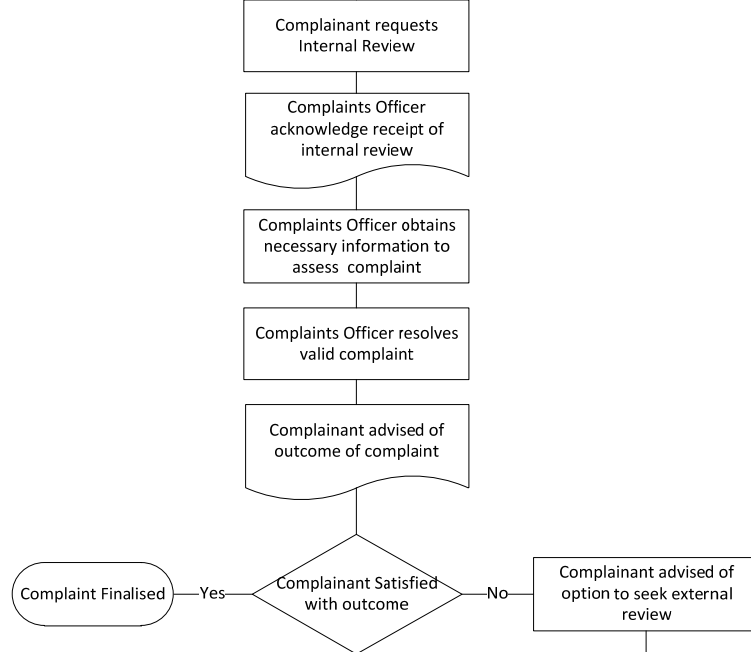 Complainant requests
Internal Review
Complaints Officer
acknowledge receipt of
internal review
Complaints Officer obtains
necessary information to
assess complaint
Complaints Officer resolves
valid complaint
Complainant advised of
outcome of complaint
Complaint Finalised
Yes
Complainant Satisfied
with outcome
No
Complainant advised of
option to seek external
review